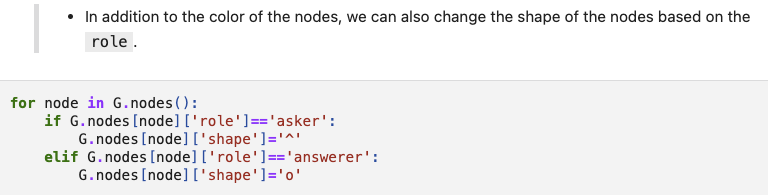 • In addition to the color of the nodes, we can also change the shape of the nodes based on the
role .
for node in G.nodes():
    if G.nodes[node]['role']=='asker':
        G.nodes[node]['shape']='^'
    elif G.nodes[node]['role']=='answerer':
        G.nodes[node]['shape']='o'